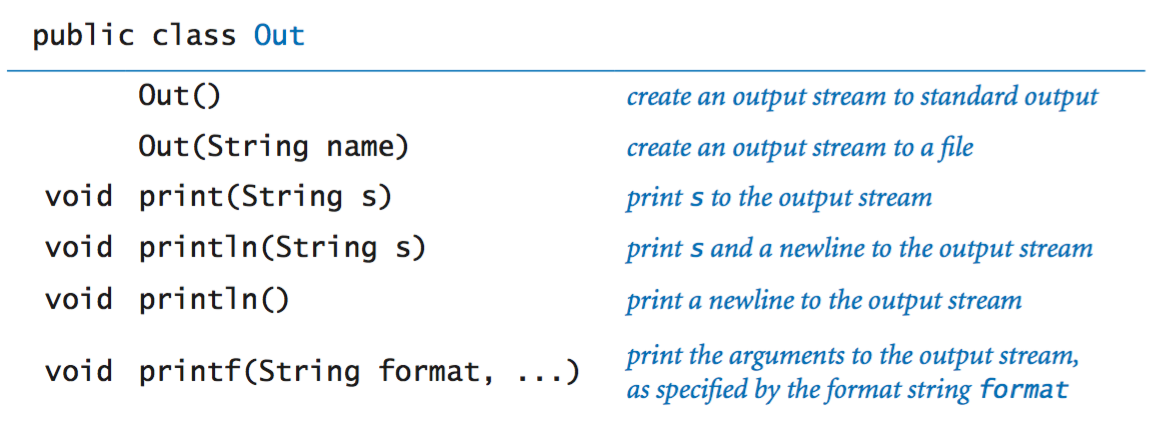 public class Out
Out() create an output stream to standard output
Out(String name) create an output stream to a file
void print(String s) print s to the output stream
void println(String s) print s and a newline to the output stream
void println() print a newline to the output stream
void printf(String format, ...) print the arguments to the output stream,
as specified by the format string format